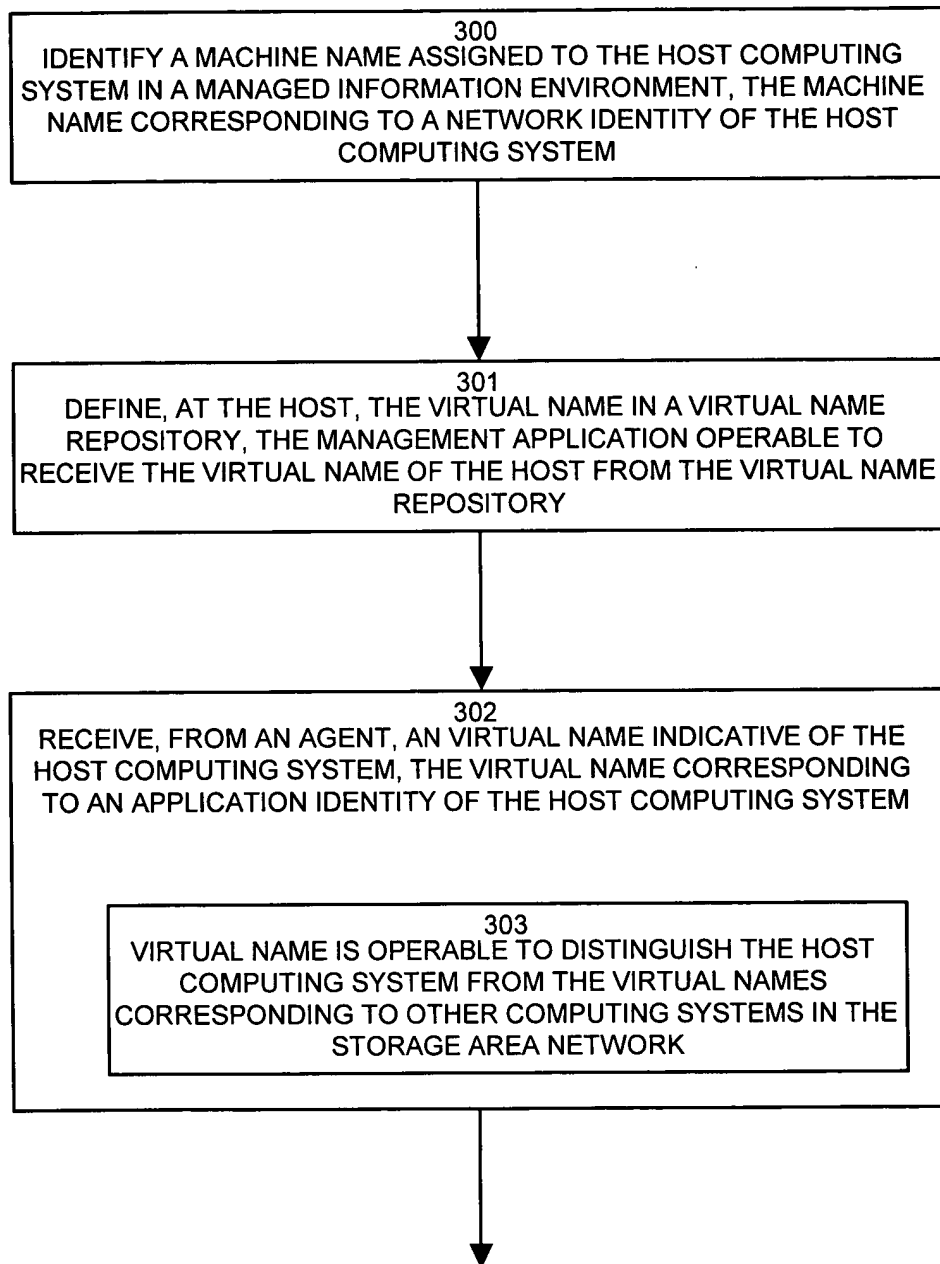 300
IDENTIFY A MACHINE NAME ASSIGNED TO THE HOST COMPUTING
SYSTEM IN A MANAGED INFORMATION ENVIRONMENT, THE MACHINE
NAME CORRESPONDING TO A NETWORK IDENTITY OF THE HOST
COMPUTING SYSTEM
301
DEFINE, AT THE HOST, THE VIRTUAL NAME IN A VIRTUAL NAME
REPOSITORY, THE MANAGEMENT APPLICATION OPERABLE TO
RECEIVE THE VIRTUAL NAME OF THE HOST FROM THE VIRTUAL NAME
REPOSITORY
302
RECEIVE, FROM AN AGENT, AN VIRTUAL NAME INDICATIVE OF THE
HOST COMPUTING SYSTEM, THE VIRTUAL NAME CORRESPONDING
TO AN APPLICATION IDENTITY OF THE HOST COMPUTING SYSTEM
303
VIRTUAL NAME IS OPERABLE TO DISTINGUISH THE HOST
COMPUTING SYSTEM FROM THE VIRTUAL NAMES
CORRESPONDING TO OTHER COMPUTING SYSTEMS IN THE
STORAGE AREA NETWORK